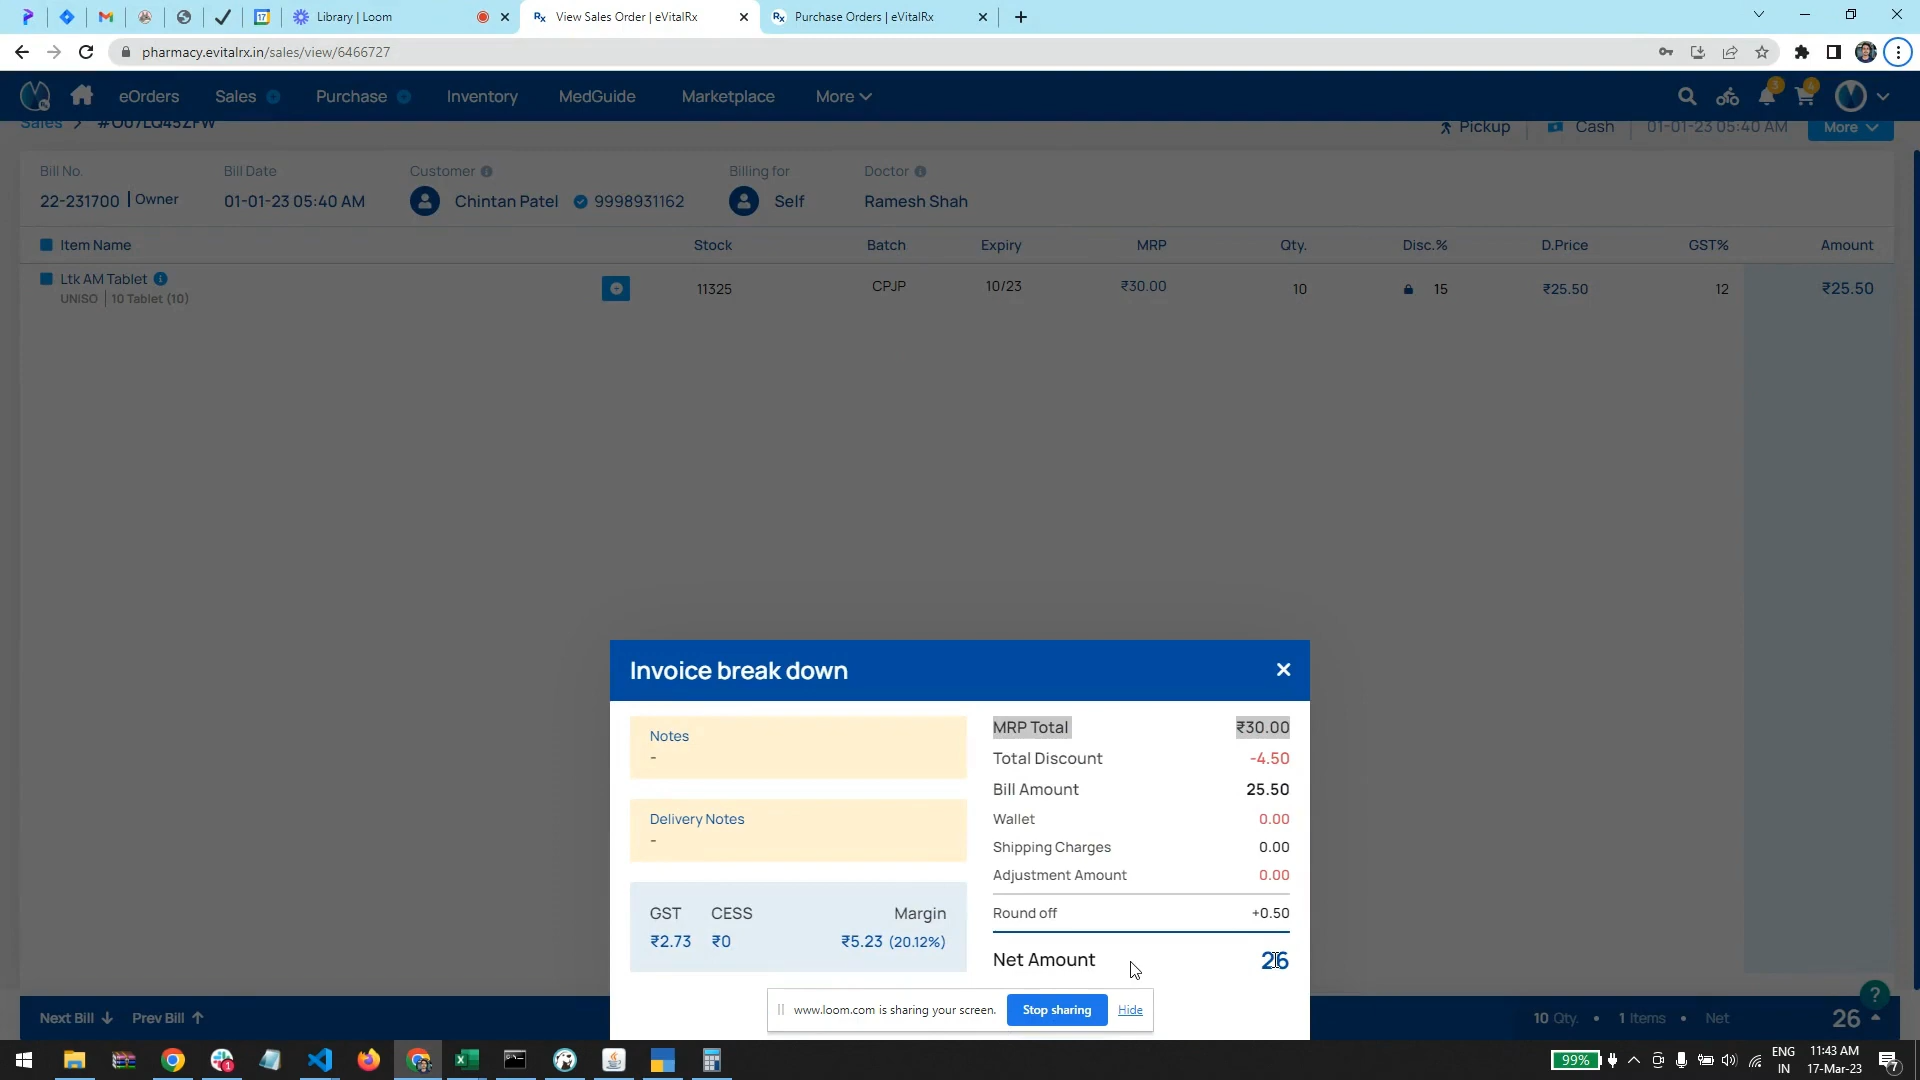 Library | Loom
View Sales Order | eVitalRx
Purchase Orders | eVitalRx
pharmacy.evitalrx.in/sales/view/6466727
eOrders Sales Purchase Inventory MedGuide Marketplace More
3 4
Sales > #O07LQ45ZFW
Pickup Cash 01-01-23 05:40 AM More
Bill No. Bill Date Customer Billing for Doctor
22-231700 | Owner 01-01-23 05:40 AM Chintan Patel 9998931162 Self Ramesh Shah
Item Name Stock Batch Expiry MRP Qty. Disc.% D.Price GST% Amount
Ltk AM Tablet 11325 CPJP 10/23 ₹30.00 10 15 ₹25.50 12 ₹25.50
UNISO | 10 Tablet (10)
Invoice break down
Notes
-
Delivery Notes
-
GST CESS Margin
₹2.73 ₹0 ₹5.23 (20.12%)
MRP Total ₹30.00
Total Discount -4.50
Bill Amount 25.50
Wallet 0.00
Shipping Charges 0.00
Adjustment Amount 0.00
Round off +0.50
Net Amount 26
www.loom.com is sharing your screen. Stop sharing Hide
Next Bill Prev Bill 10 Qty. • 1 Items • Net 26
?
99% ENG IN 11:43 AM 17-Mar-23 7